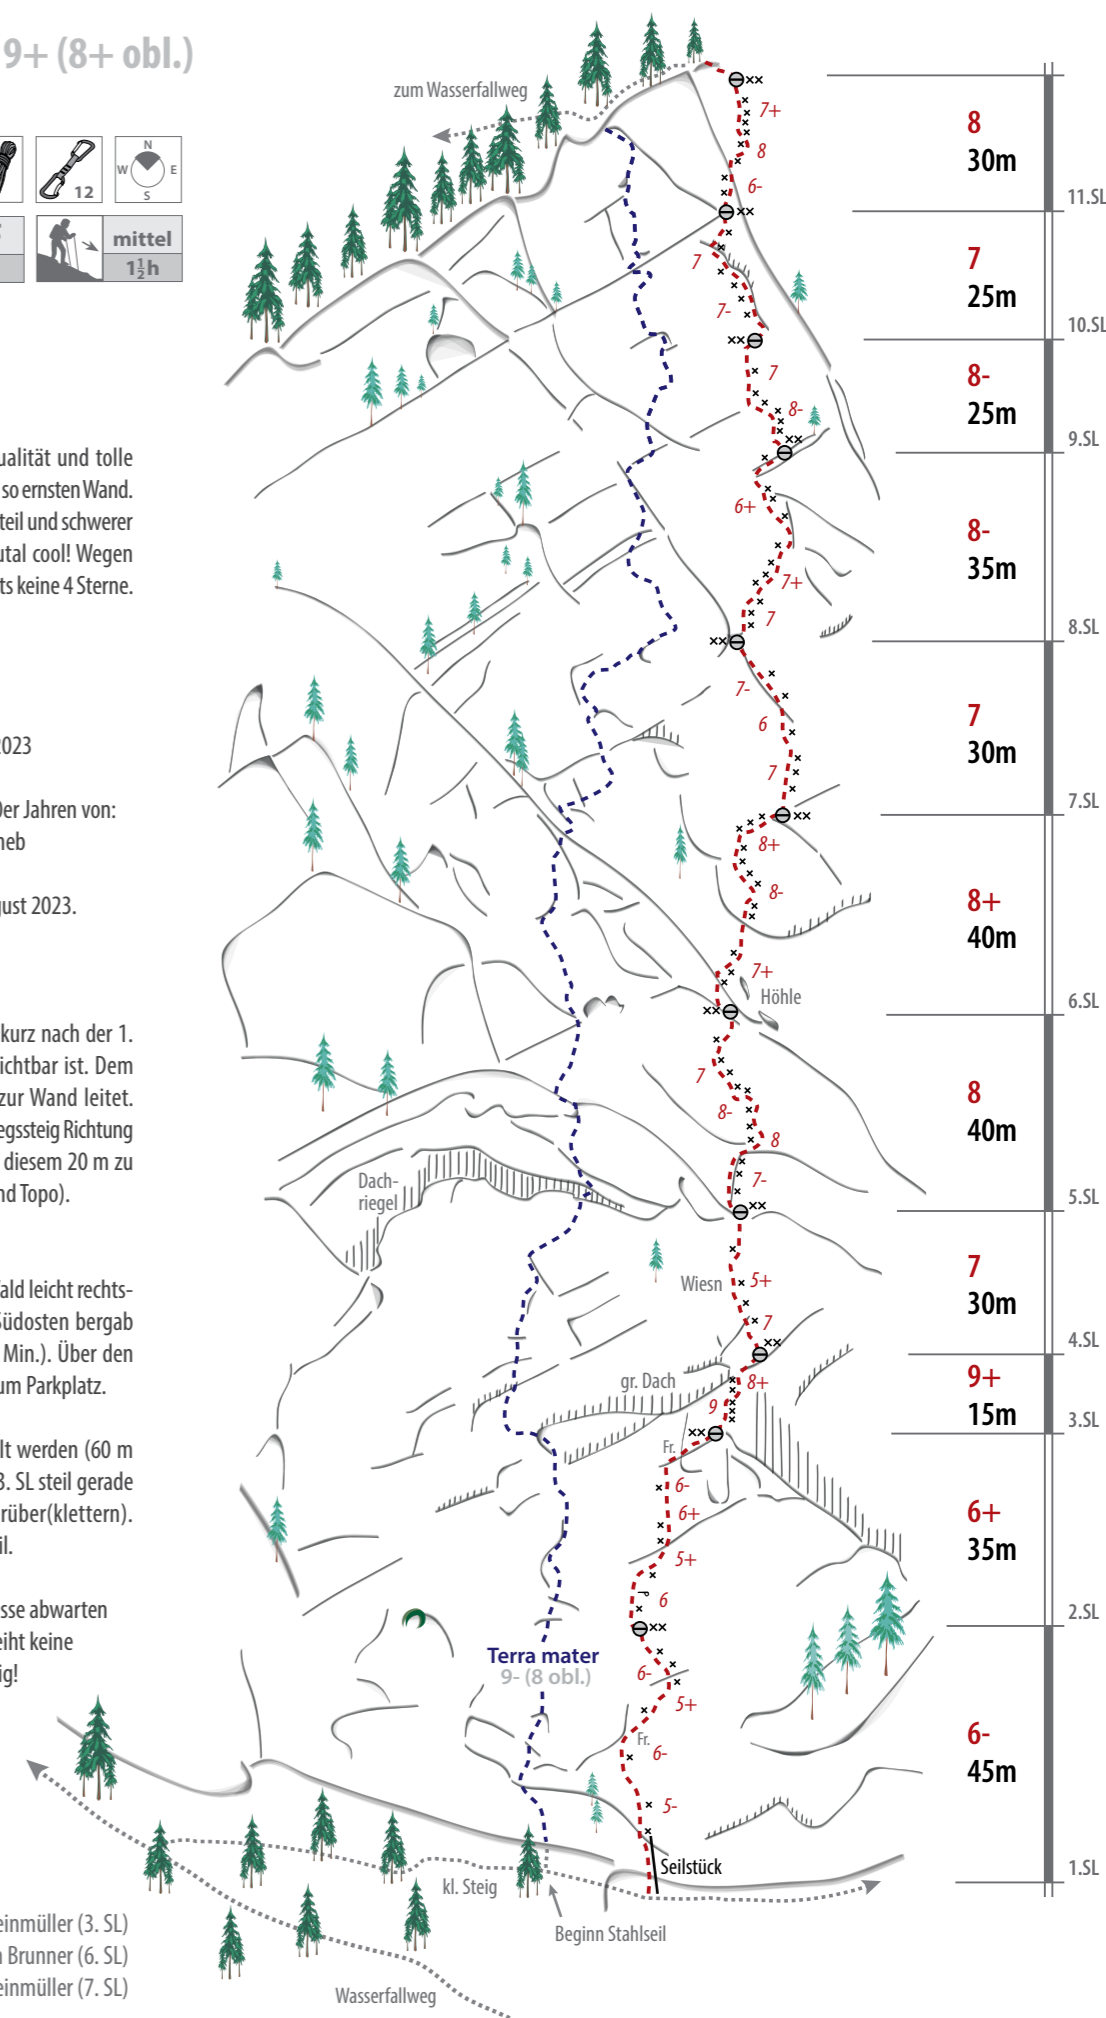 9+ (8+ obl.)
12
N
W
E
S
mittel
1½h
ualität und tolle
so ernsten Wand.
teil und schwerer
utal cool! Wegen
ts keine 4 Sterne.
2023
0er Jahren von:
neb
gust 2023.
kurz nach der 1.
ichtbar ist. Dem
zur Wand leitet.
egssteig Richtung
diesem 20 m zu
nd Topo).
ald leicht rechts-
Südosten bergab
Min.). Über den
um Parkplatz.
lt werden (60 m
3. SL steil gerade
rüber(klettern).
il.
sse abwarten
eiht keine
ig!
einmüller (3. SL)
n Brunner (6. SL)
einmüller (7. SL)
zum Wasserfallweg
7+
8
6-
7
7-
7
8-
6+
7+
7
7-
6
7
8+
8-
7+
Höhle
7
8-
8
7-
Dach-
riegel
Wiesn
5+
7
gr. Dach
8+
9
Fr.
6-
6+
5+
6
Terra mater
9- (8 obl.)
6-
5+
Fr.
6-
5-
Seilstück
kl. Steig
Beginn Stahlseil
Wasserfallweg
8
30m
11.SL
7
25m
10.SL
8-
25m
9.SL
8-
35m
8.SL
7
30m
7.SL
8+
40m
6.SL
8
40m
5.SL
7
30m
4.SL
9+
15m
3.SL
6+
35m
2.SL
6-
45m
1.SL